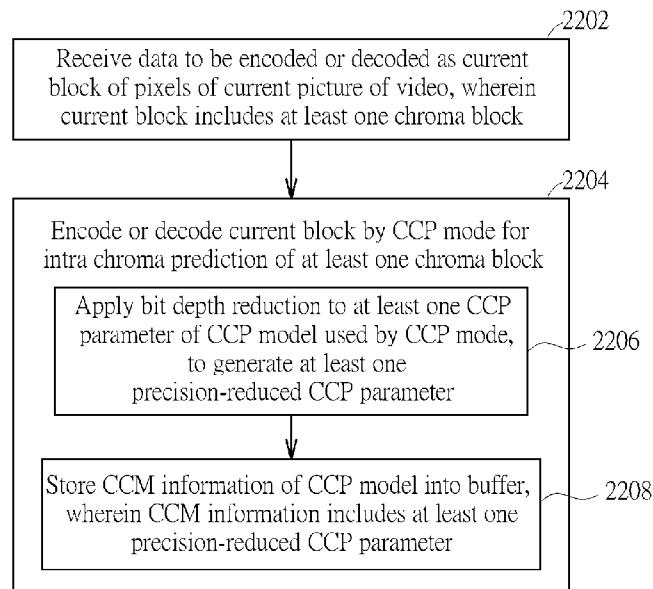 2202
Receive data to be encoded or decoded as current
block of pixels of current picture of video, wherein
current block includes at least one chroma block
2204
Encode or decode current block by CCP mode for
intra chroma prediction of at least one chroma block
Apply bit depth reduction to at least one CCP
parameter of CCP model used by CCP mode,
to generate at least one
precision-reduced CCP parameter
2206
Store CCM information of CCP model into buffer,
wherein CCM information includes at least one
precision-reduced CCP parameter
2208